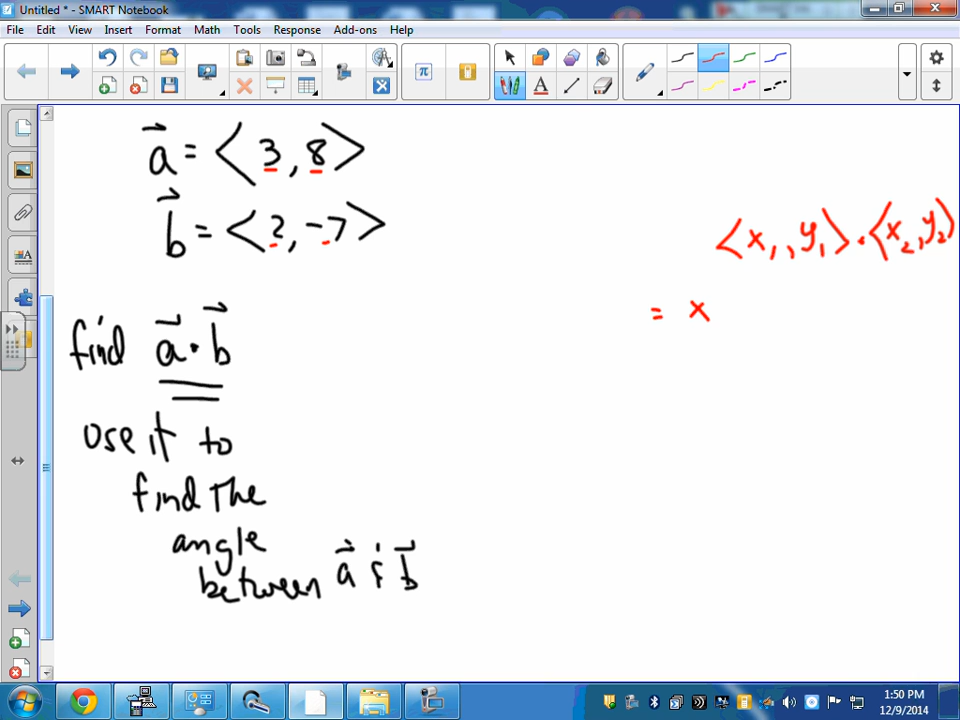 Untitled * - SMART Notebook
File Edit View Insert Format Math Tools Response Add-ons Help
π
A
AA
a⃗ = <3, 8>
b⃗ = <2, -7>
<x₁, y₁> · <x₂, y₂>
= x
find a⃗ · b⃗
use it to
find the
angle
between a⃗ & b⃗
1:50 PM
12/9/2014